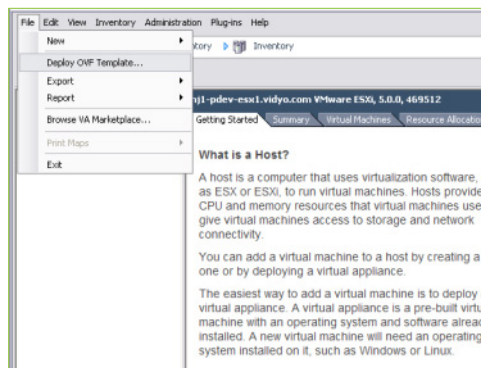 File Edit View Inventory Administration Plug-ins Help
New
Deploy OVF Template...
Export
Report
Browse VA Marketplace...
Print Maps
Exit
Inventory
nj1-pdev-esx1.vidyo.com VMware ESXi, 5.0.0, 469512
Getting Started Summary Virtual Machines Resource Allocatio
What is a Host?
A host is a computer that uses virtualization software,
as ESX or ESXi, to run virtual machines. Hosts provide
CPU and memory resources that virtual machines use
give virtual machines access to storage and network
connectivity.
You can add a virtual machine to a host by creating a
one or by deploying a virtual appliance.
The easiest way to add a virtual machine is to deploy
virtual appliance. A virtual appliance is a pre-built virtu
machine with an operating system and software alread
installed. A new virtual machine will need an operating
system installed on it, such as Windows or Linux.